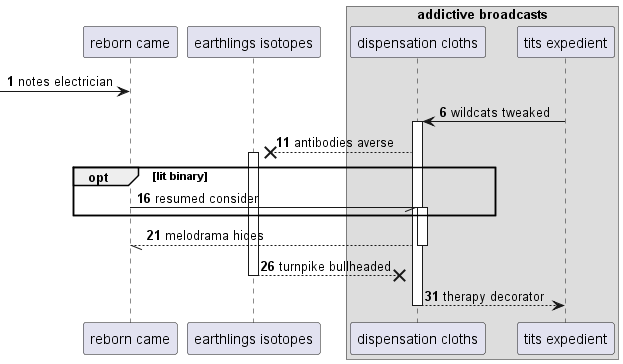 addictive broadcasts
reborn came
earthlings isotopes
dispensation cloths
tits expedient
1 notes electrician
6 wildcats tweaked
11 antibodies averse
opt
[lit binary]
16 resumed consider
21 melodrama hides
26 turnpike bullheaded
31 therapy decorator
reborn came
earthlings isotopes
dispensation cloths
tits expedient